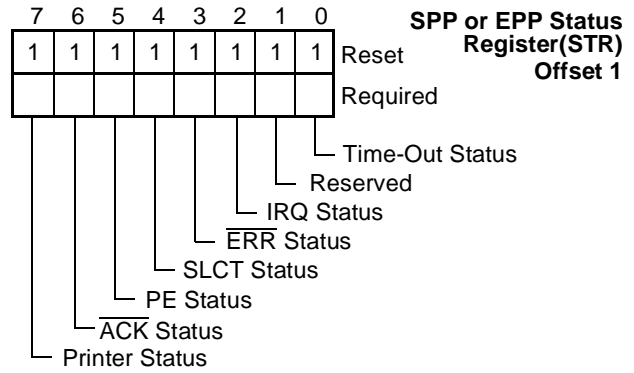 7 6 5 4 3 2 1 0
SPP or EPP Status
Register(STR)
Offset 1
1 1 1 1 1 1 1 1 Reset
Required
Time-Out Status
Reserved
IRQ Status
E̅R̅R̅ Status
SLCT Status
PE Status
A̅C̅K̅ Status
Printer Status